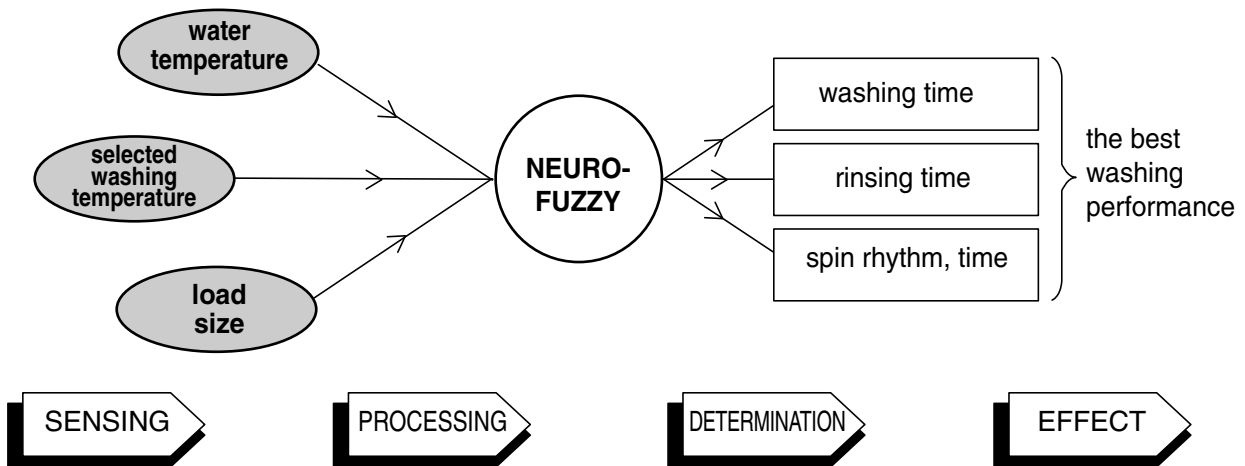 water
temperature
selected
washing
temperature
load
size
NEURO-
FUZZY
washing time
rinsing time
spin rhythm, time
the best
washing
performance
SENSING
PROCESSING
DETERMINATION
EFFECT